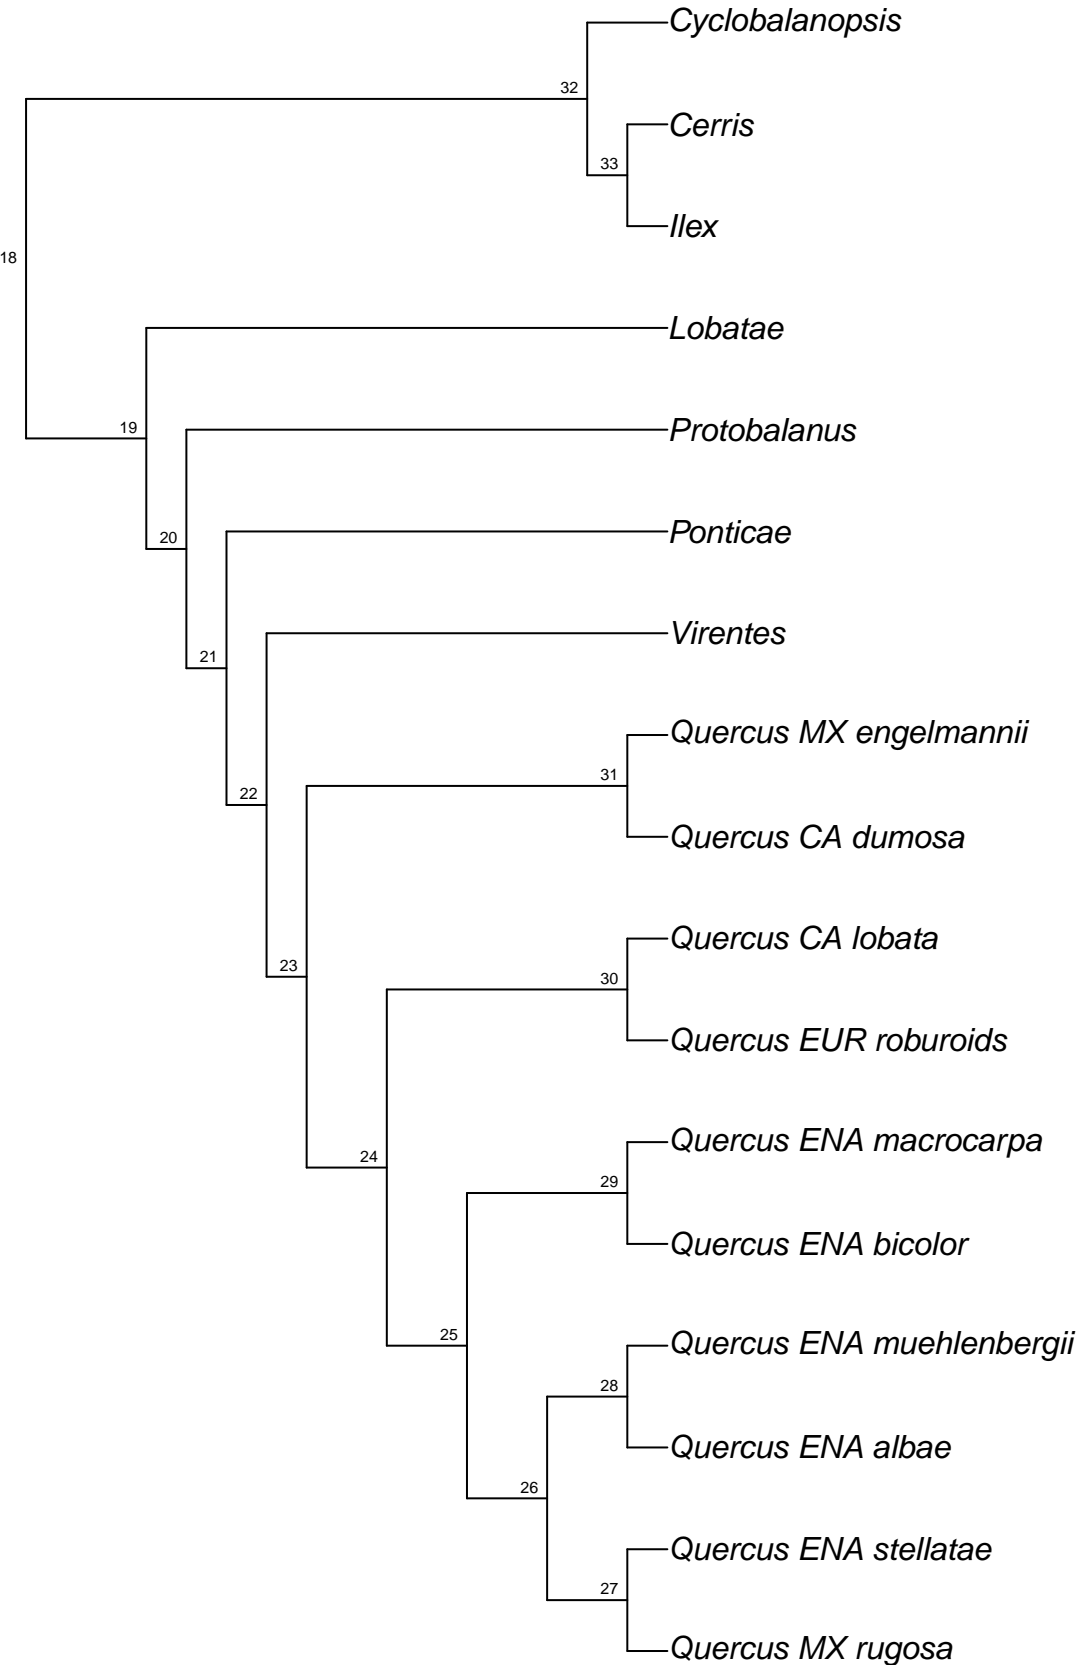 Cyclobalanopsis
32
Cerris
33
Ilex
18
Lobatae
19
Protobalanus
20
Ponticae
21
Virentes
Quercus MX engelmannii
31
22
Quercus CA dumosa
Quercus CA lobata
23
30
Quercus EUR roburoids
Quercus ENA macrocarpa
24
29
Quercus ENA bicolor
25
Quercus ENA muehlenbergii
28
Quercus ENA albae
26
Quercus ENA stellatae
27
Quercus MX rugosa